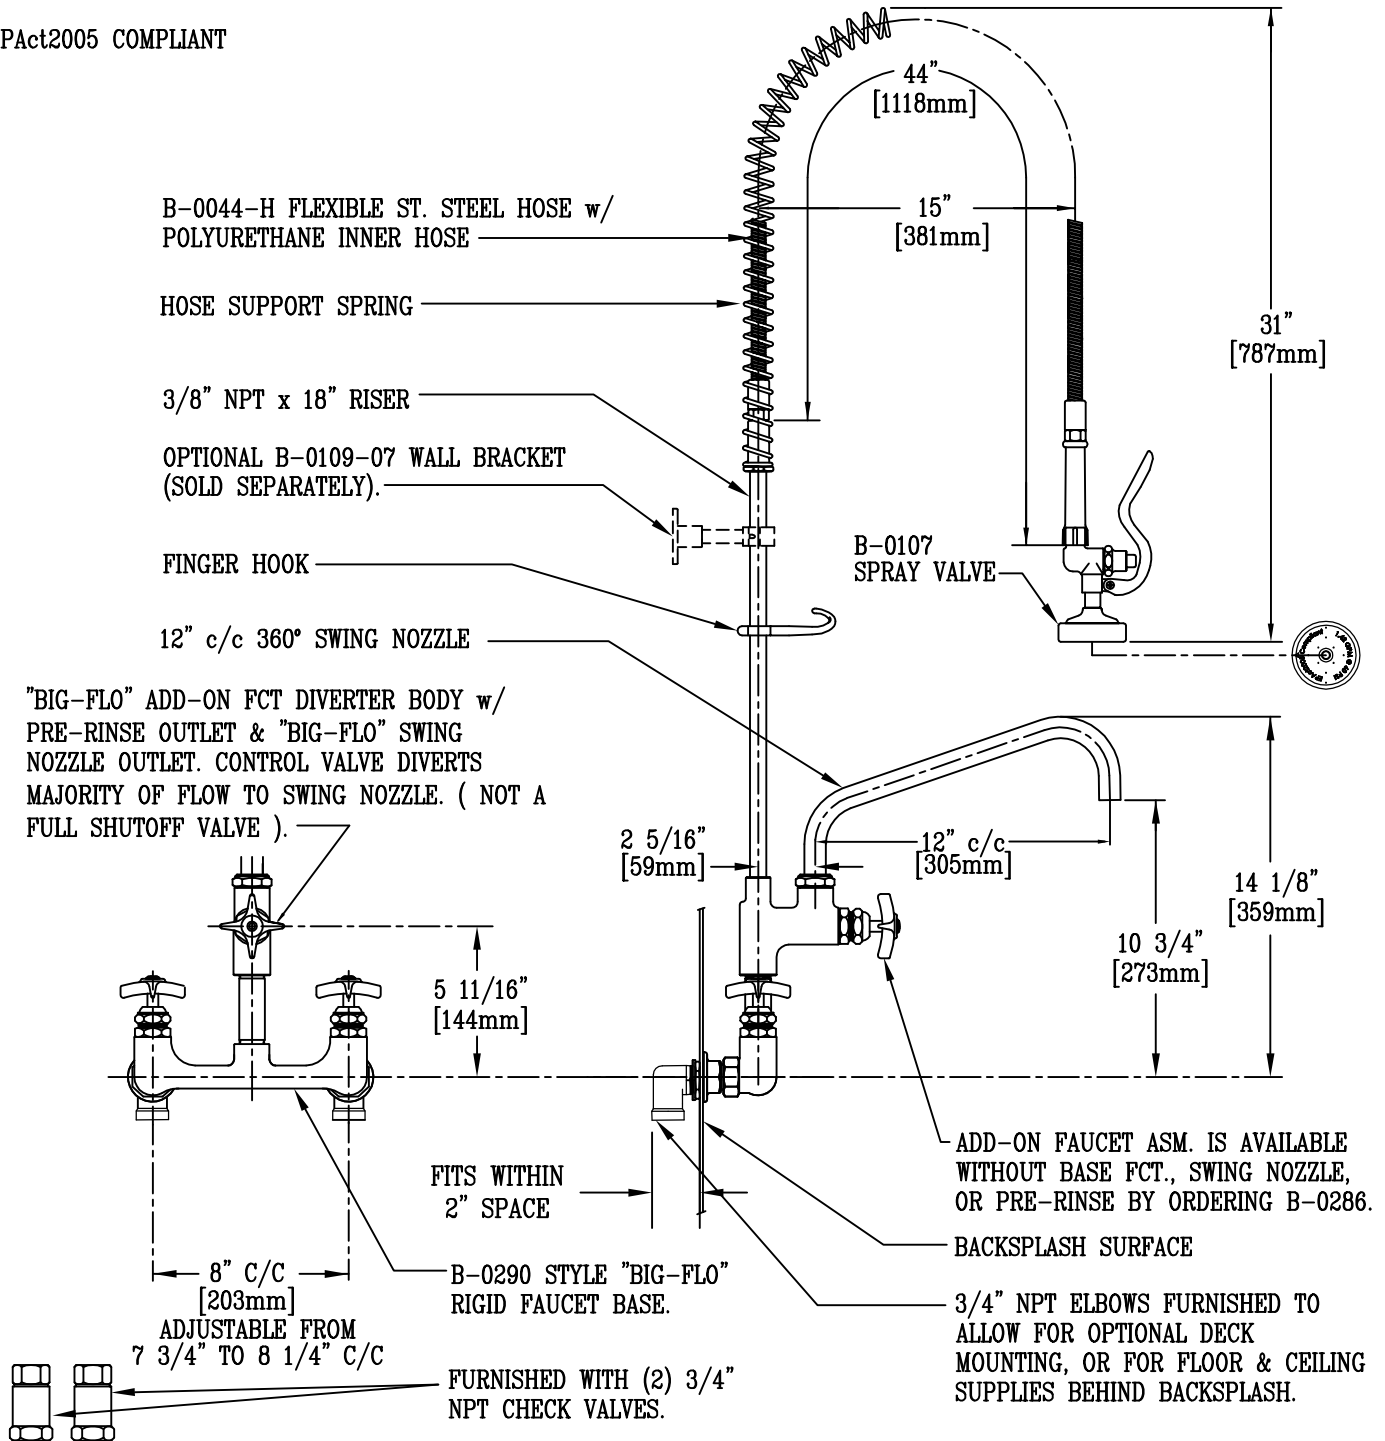 PAct2005 COMPLIANT
44"
[1118mm]
B-0044-H FLEXIBLE ST. STEEL HOSE w/
POLYURETHANE INNER HOSE
15"
[381mm]
HOSE SUPPORT SPRING
31"
[787mm]
3/8" NPT x 18" RISER
OPTIONAL B-0109-07 WALL BRACKET
(SOLD SEPARATELY).
FINGER HOOK
B-0107
SPRAY VALVE
12" c/c 360° SWING NOZZLE
"BIG-FLO" ADD-ON FCT DIVERTER BODY w/
PRE-RINSE OUTLET & "BIG-FLO" SWING
NOZZLE OUTLET. CONTROL VALVE DIVERTS
MAJORITY OF FLOW TO SWING NOZZLE. ( NOT A
FULL SHUTOFF VALVE ).
2 5/16"
[59mm]
12" c/c
[305mm]
14 1/8"
[359mm]
10 3/4"
[273mm]
5 11/16"
[144mm]
FITS WITHIN
2" SPACE
ADD-ON FAUCET ASM. IS AVAILABLE
WITHOUT BASE FCT., SWING NOZZLE,
OR PRE-RINSE BY ORDERING B-0286.
BACKSPLASH SURFACE
8" C/C
[203mm]
ADJUSTABLE FROM
7 3/4" TO 8 1/4" C/C
B-0290 STYLE "BIG-FLO"
RIGID FAUCET BASE.
3/4" NPT ELBOWS FURNISHED TO
ALLOW FOR OPTIONAL DECK
MOUNTING, OR FOR FLOOR & CEILING
SUPPLIES BEHIND BACKSPLASH.
FURNISHED WITH (2) 3/4"
NPT CHECK VALVES.